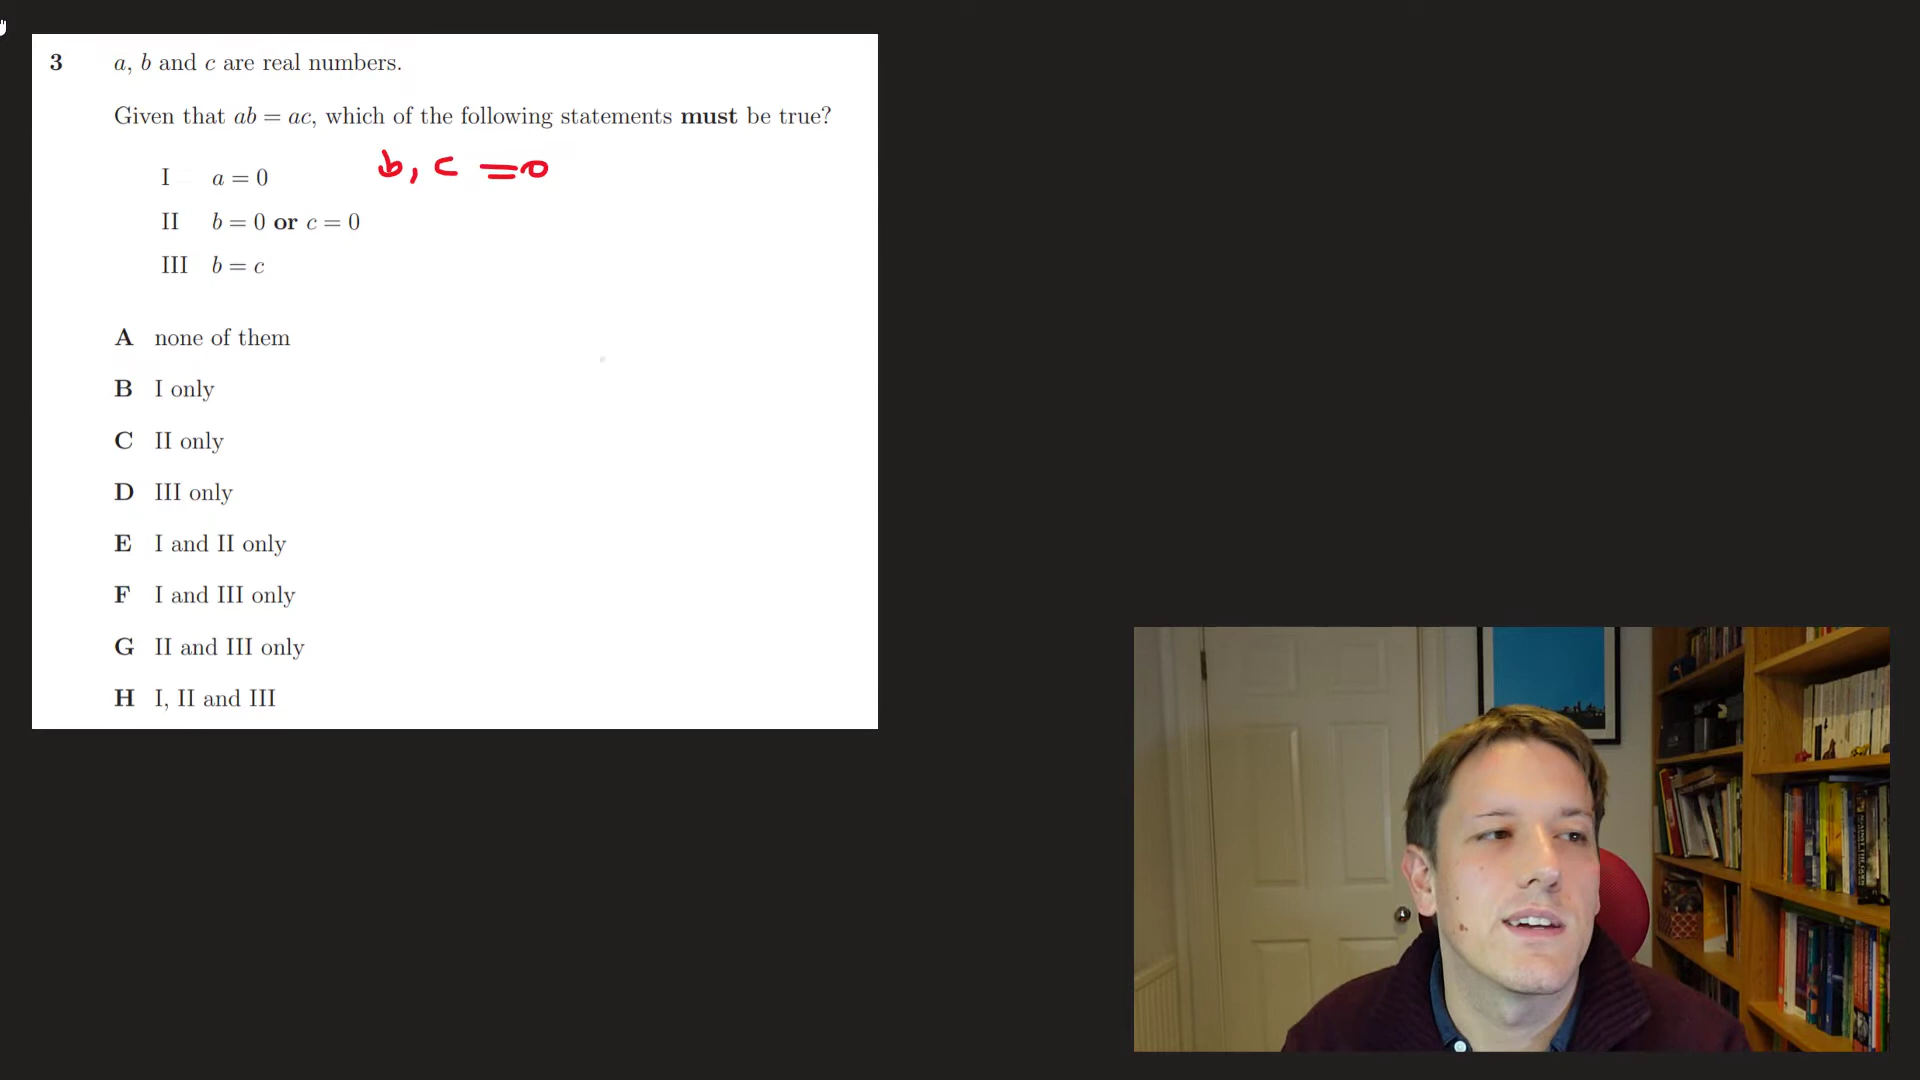 3 a, b and c are real numbers.
Given that ab = ac, which of the following statements must be true?
I a = 0
b, c = 0
II b = 0 or c = 0
III b = c
A none of them
B I only
C II only
D III only
E I and II only
F I and III only
G II and III only
H I, II and III